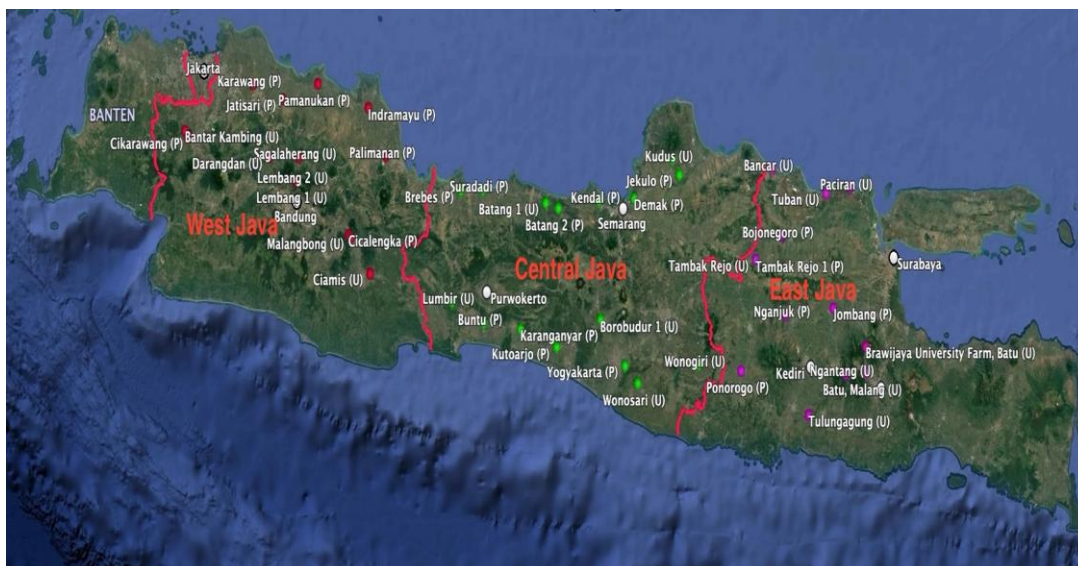 Jakarta
Karawang (P)
Jatisari (P)
Pamanukan (P)
Indramayu (P)
BANTEN
Cikarawang (P)
Bantar Kambing (U)
Darangdan (U)
Sagalaherang (U)
Palimanan (P)
Lembang 2 (U)
Lembang 1 (U)
Bandung
West Java
Malangbong (U)
Cicalengka (P)
Ciamis (U)
Brebes (P)
Suradadi (P)
Batang 1 (U)
Batang 2 (P)
Kendal (P)
Semarang
Demak (P)
Jekulo (P)
Kudus (U)
Central Java
Lumbir (U)
Purwokerto
Buntu (P)
Karanganyar (P)
Kutoarjo (P)
Borobudur 1 (U)
Yogyakarta (P)
Wonosari (U)
Wonogiri (U)
Bancar (U)
Paciran (U)
Tuban (U)
Bojonegoro (P)
Tambak Rejo (U)
Tambak Rejo 1 (P)
Surabaya
East Java
Nganjuk (P)
Jombang (P)
Brawijaya University Farm, Batu (U)
Ponorogo (P)
Kediri
Ngantang (U)
Batu, Malang (U)
Tulungagung (U)